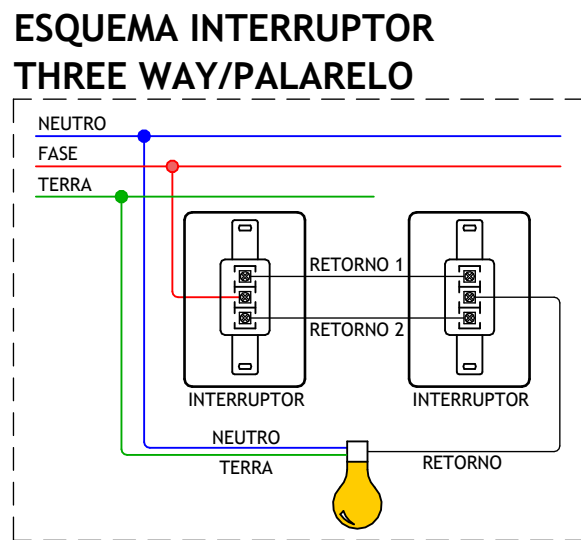 ESQUEMA INTERRUPTOR
THREE WAY/PALARELO
NEUTRO
FASE
TERRA
RETORNO 1
RETORNO 2
INTERRUPTOR
INTERRUPTOR
NEUTRO
TERRA
RETORNO